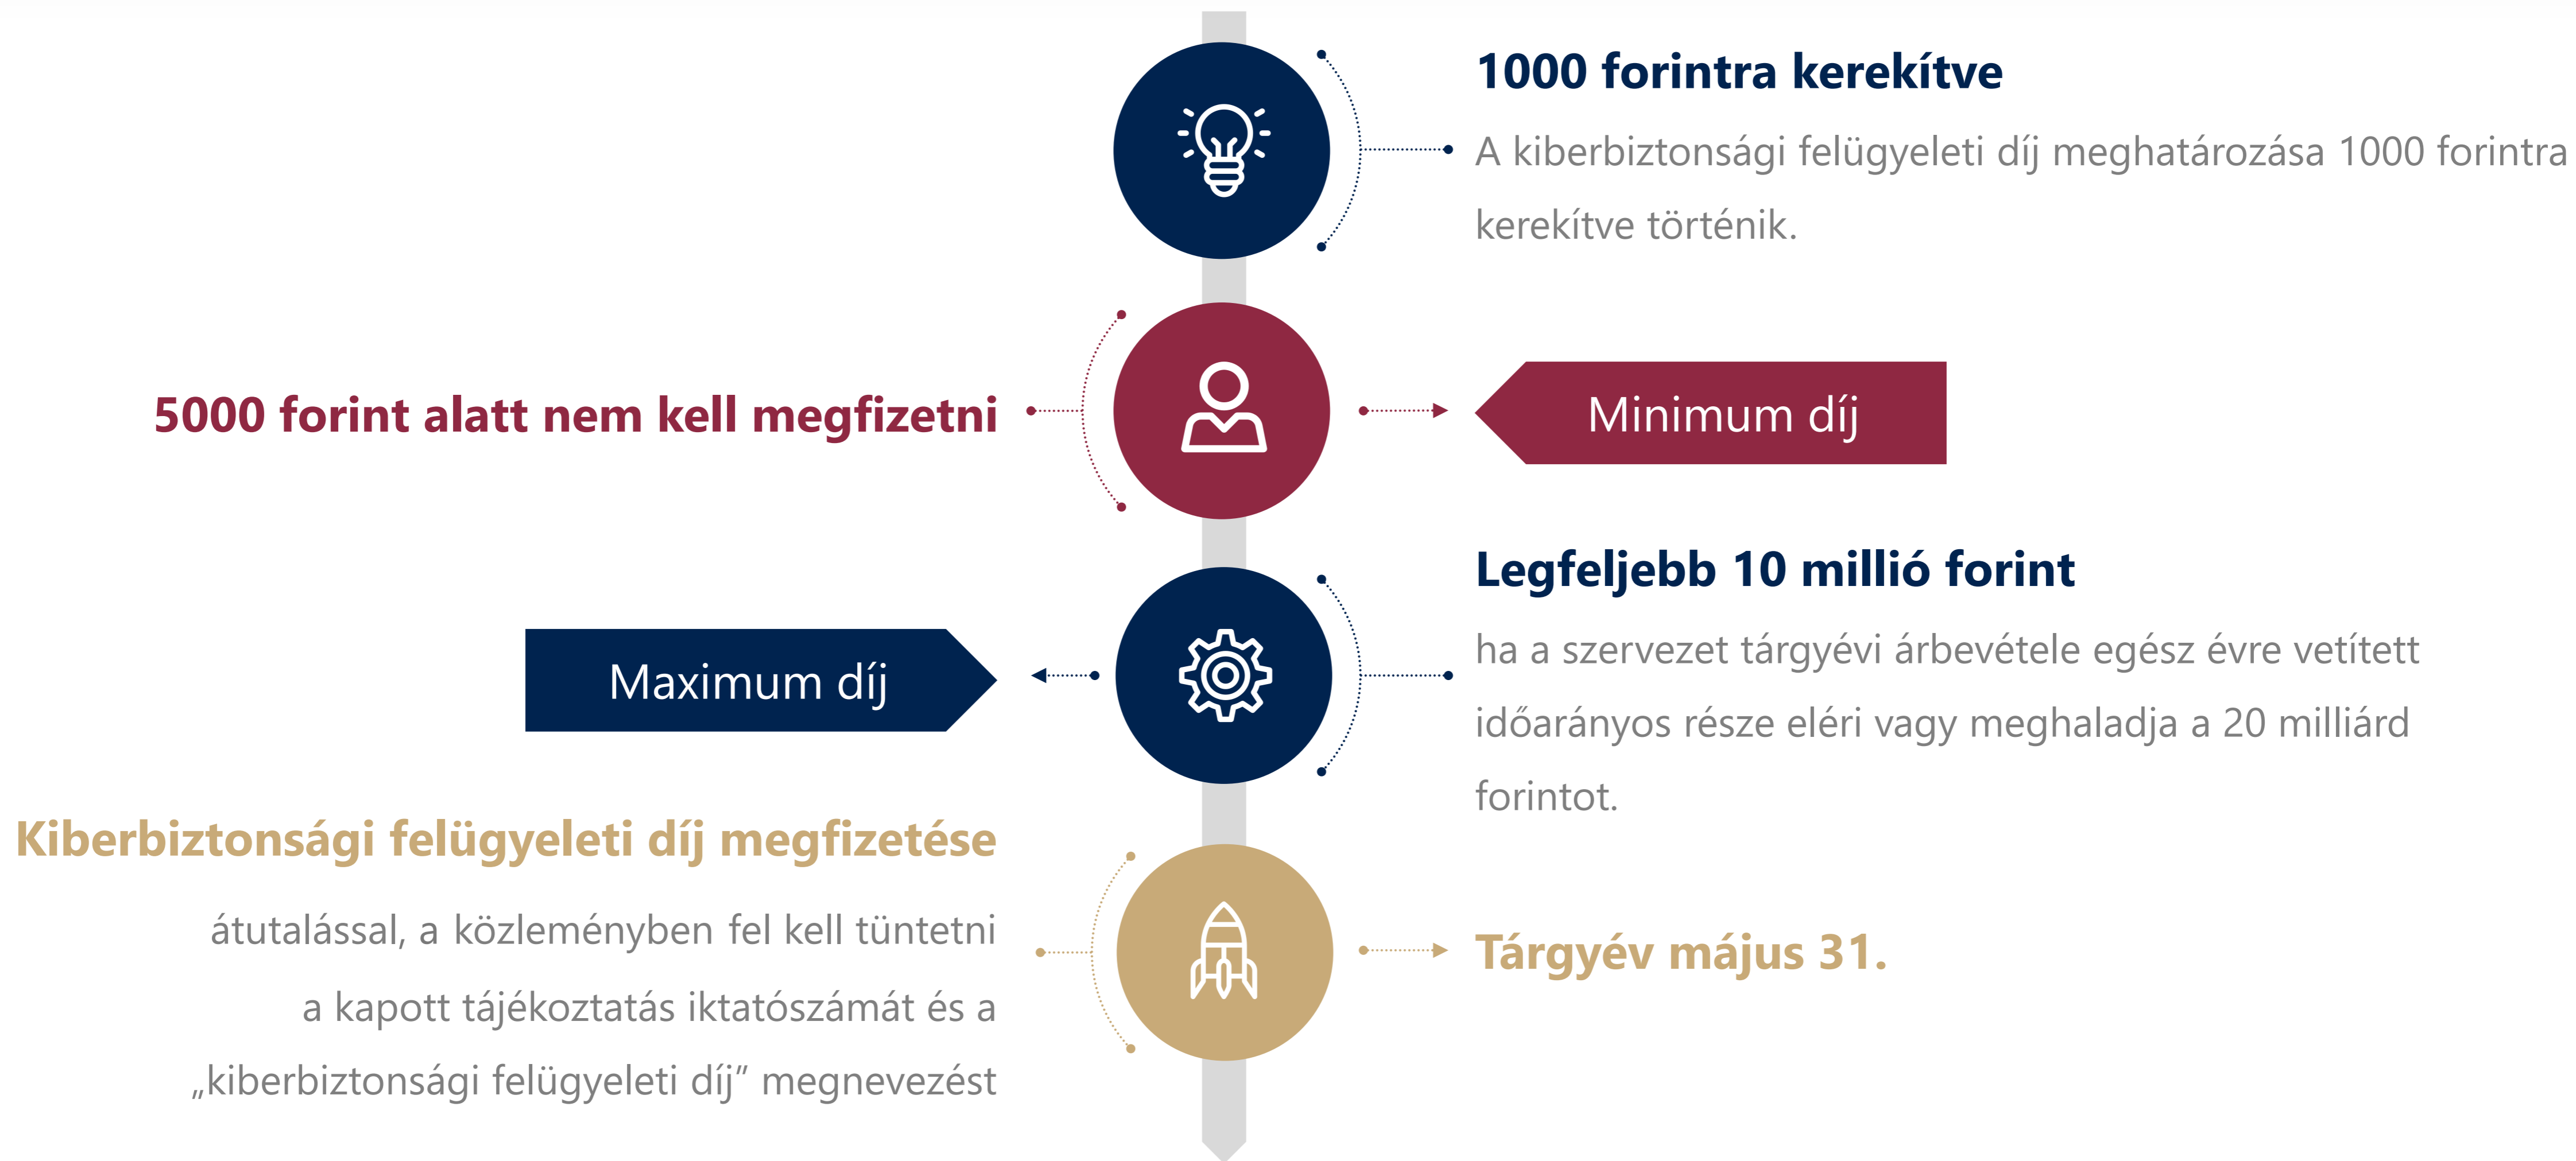 1000 forintra kerekítve
A kiberbiztonsági felügyeleti díj meghatározása 1000 forintra
kerekítve történik.
5000 forint alatt nem kell megfizetni
Minimum díj
Legfeljebb 10 millió forint
ha a szervezet tárgyévi árbevétele egész évre vetített
időarányos része eléri vagy meghaladja a 20 milliárd
forintot.
Maximum díj
Kiberbiztonsági felügyeleti díj megfizetése
átutalással, a közleményben fel kell tüntetni
a kapott tájékoztatás iktatószámát és a
„kiberbiztonsági felügyeleti díj” megnevezést
Tárgyév május 31.